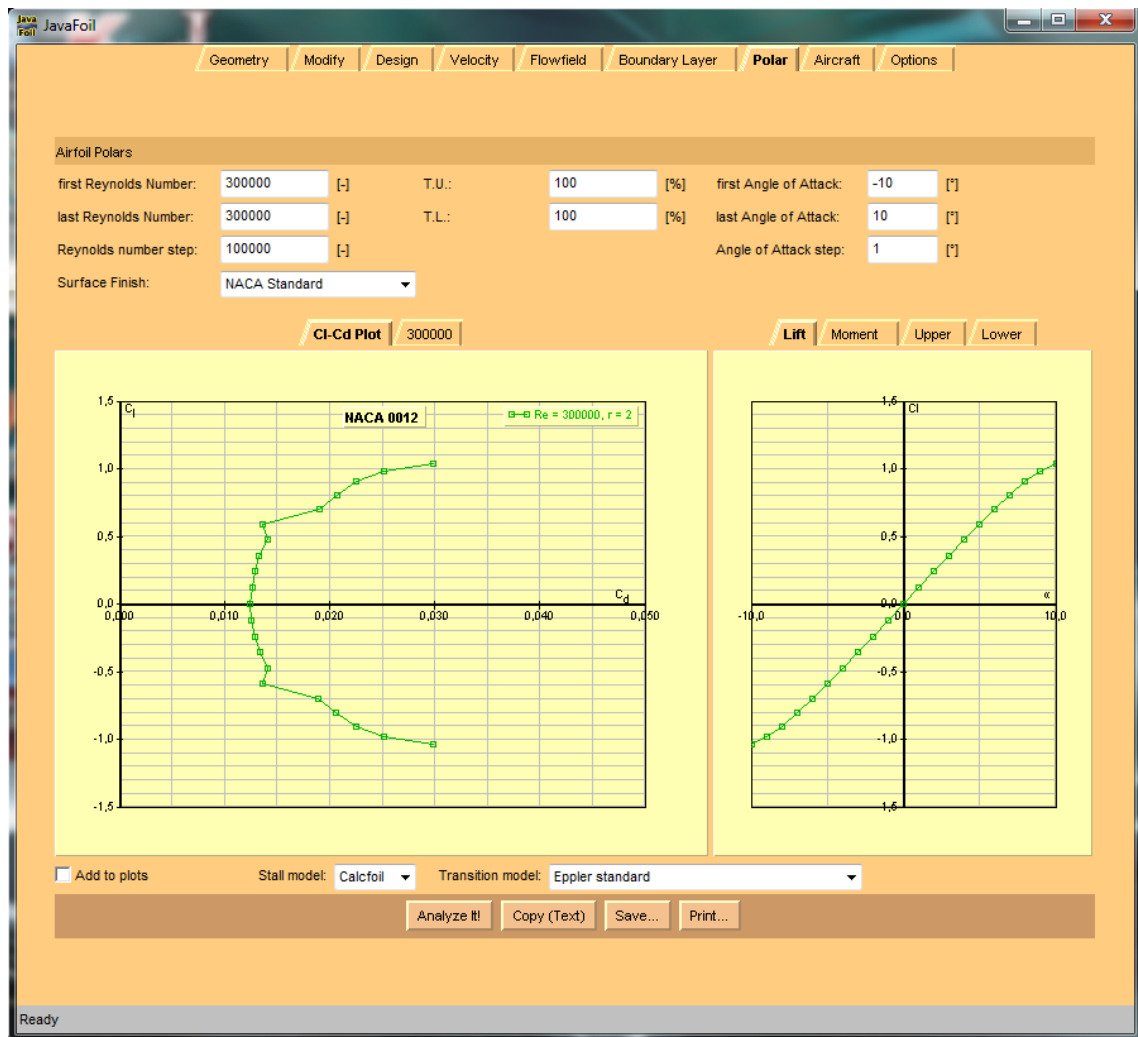 Java
Foil
JavaFoil
Geometry Modify Design Velocity Flowfield Boundary Layer Polar Aircraft Options
Airfoil Polars
first Reynolds Number: 300000 [-] T.U.: 100 [%] first Angle of Attack: -10 [°]
last Reynolds Number: 300000 [-] T.L.: 100 [%] last Angle of Attack: 10 [°]
Reynolds number step: 100000 [-] Angle of Attack step: 1 [°]
Surface Finish: NACA Standard
Cl-Cd Plot 300000
Lift Moment Upper Lower
1,5
Cl
NACA 0012
Re = 300000, r = 2
1,0
0,5
0,0
-0,5
-1,0
-1,5
0,000 0,010 0,020 0,030 0,040 0,050
Cd
1,5
Cl
1,0
0,5
0,0
-0,5
-1,0
1,5
-10,0 0,0 10,0
α
Add to plots Stall model: Calcfoil Transition model: Eppler standard
Analyze It! Copy (Text) Save... Print...
Ready